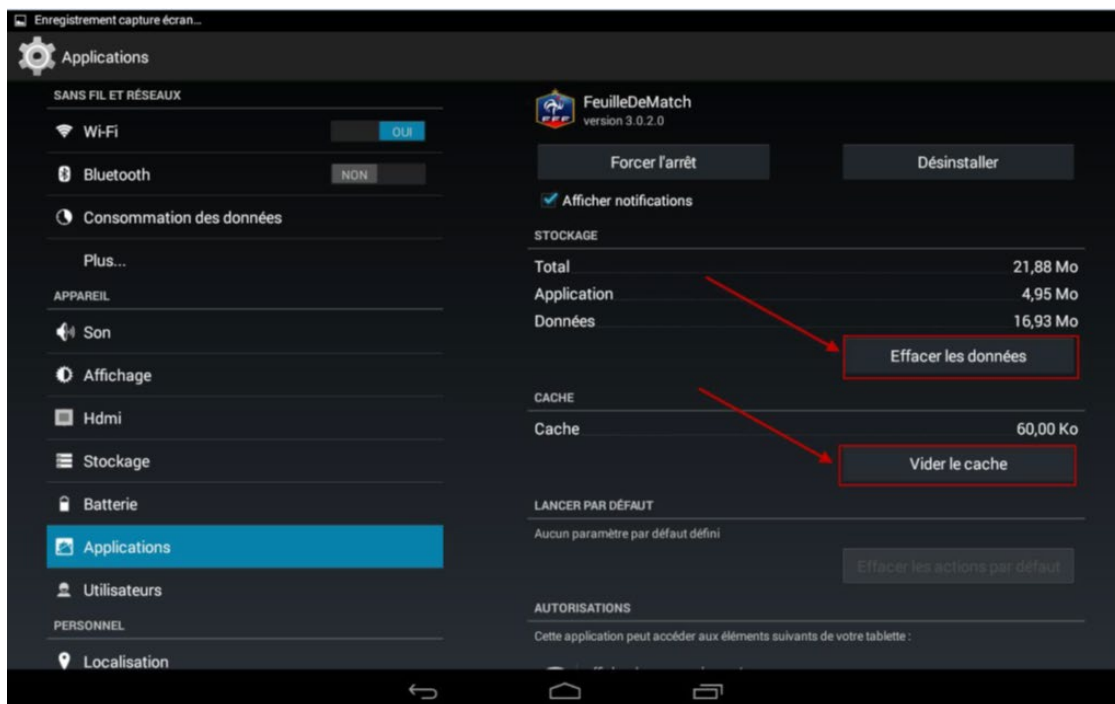 Enregistrement capture écran...
Applications
SANS FIL ET RÉSEAUX
Wi-Fi
OUI
Bluetooth
NON
Consommation des données
Plus...
APPAREIL
Son
Affichage
Hdmi
Stockage
Batterie
Applications
Utilisateurs
PERSONNEL
Localisation
FeuilleDeMatch
version 3.0.2.0
Forcer l'arrêt
Désinstaller
Afficher notifications
STOCKAGE
Total 21,88 Mo
Application 4,95 Mo
Données 16,93 Mo
Effacer les données
CACHE
Cache 60,00 Ko
Vider le cache
LANCER PAR DÉFAUT
Aucun paramètre par défaut défini
Effacer les actions par défaut
AUTORISATIONS
Cette application peut accéder aux éléments suivants de votre tablette :